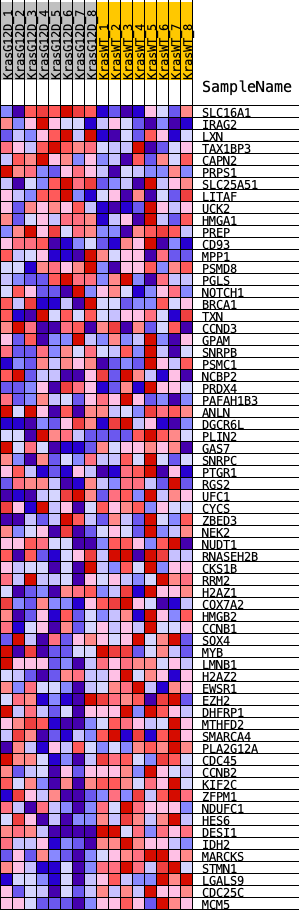 KrasG12D_1
KrasG12D_2
KrasG12D_3
KrasG12D_4
KrasG12D_5
KrasG12D_6
KrasG12D_7
KrasG12D_8
KrasWT_1
KrasWT_2
KrasWT_3
KrasWT_4
KrasWT_5
KrasWT_6
KrasWT_7
KrasWT_8
SampleName
SLC16A1
IRAG2
LXN
TAX1BP3
CAPN2
PRPS1
SLC25A51
LITAF
UCK2
HMGA1
PREP
CD93
MPP1
PSMD8
PGLS
NOTCH1
BRCA1
TXN
CCND3
GPAM
SNRPB
PSMC1
NCBP2
PRDX4
PAFAH1B3
ANLN
DGCR6L
PLIN2
GAS7
SNRPC
PTGR1
RGS2
UFC1
CYCS
ZBED3
NEK2
NUDT1
RNASEH2B
CKS1B
RRM2
H2AZ1
COX7A2
HMGB2
CCNB1
SOX4
MYB
LMNB1
H2AZ2
EWSR1
EZH2
DHFRP1
MTHFD2
SMARCA4
PLA2G12A
CDC45
CCNB2
KIF2C
ZFPM1
NDUFC1
HES6
DESI1
IDH2
MARCKS
STMN1
LGALS9
CDC25C
MCM5